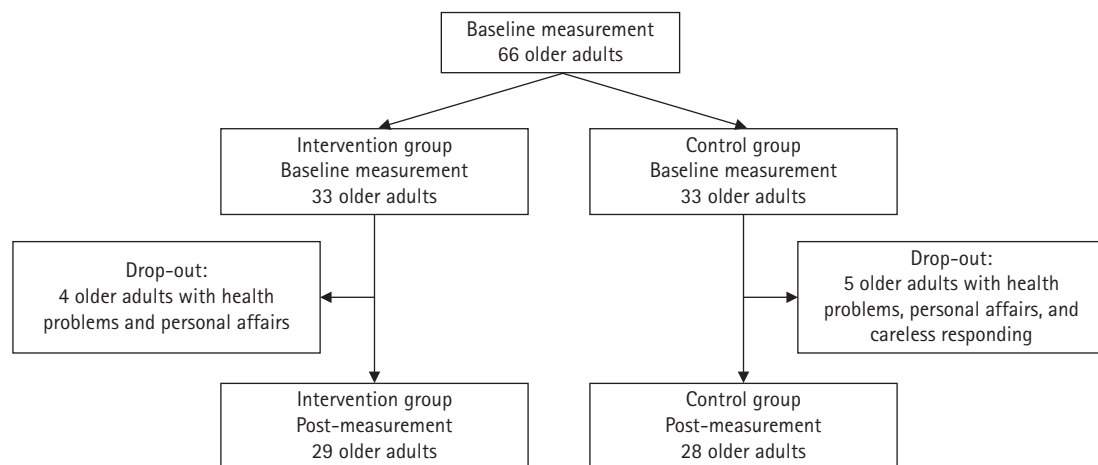 Baseline measurement
66 older adults
Intervention group
Baseline measurement
33 older adults
Control group
Baseline measurement
33 older adults
Drop-out:
4 older adults with health
problems and personal affairs
Drop-out:
5 older adults with health
problems, personal affairs, and
careless responding
Intervention group
Post-measurement
29 older adults
Control group
Post-measurement
28 older adults